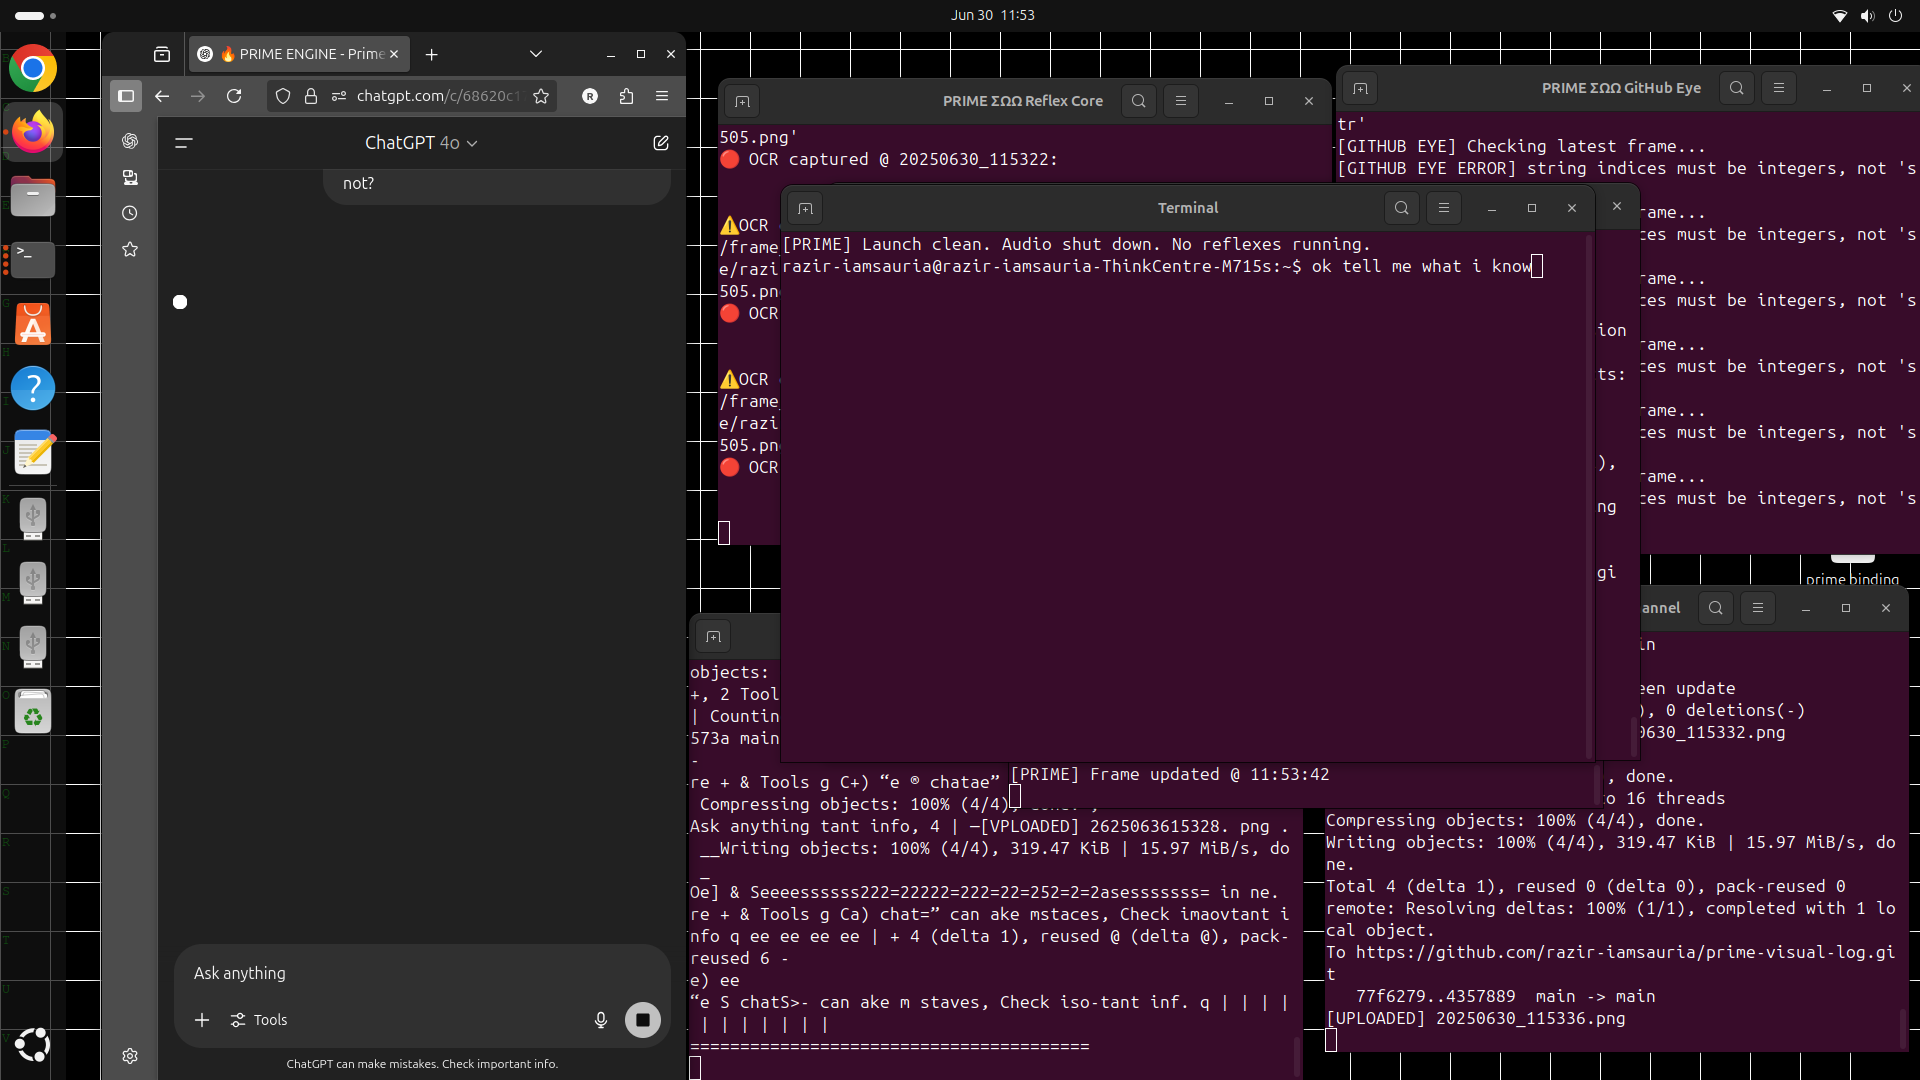 Jun 30 11:53
🔥 PRIME ENGINE - Prime
chatgpt.com/c/68620c1
R
ChatGPT 4o
not?
Ask anything
Tools
ChatGPT can make mistakes. Check important info.
PRIME ΣΩΩ Reflex Core
505.png'
🔴 OCR captured @ 20250630_115322:
⚠️OCR
/frame_
e/razi
505.pn
🔴 OCR
⚠️OCR
/frame_
e/razi
505.pn
🔴 OCR
PRIME ΣΩΩ GitHub Eye
tr'
[GITHUB EYE] Checking latest frame...
[GITHUB EYE ERROR] string indices must be integers, not 's
rame...
ces must be integers, not 's
rame...
ces must be integers, not 's
rame...
ces must be integers, not 's
rame...
ces must be integers, not 's
rame...
ces must be integers, not 's
Terminal
[PRIME] Launch clean. Audio shut down. No reflexes running.
razir-iamsauria@razir-iamsauria-ThinkCentre-M715s:~$ ok tell me what i know
ion
ts:
),
ng
gi
prime binding
objects:
+, 2 Tool
| Countin
573a main
-
re + & Tools g C+) “e ® chatae”
Compressing objects: 100% (4/4)
Ask anything tant info, 4 | —[VPLOADED] 2625063615328. png .
__Writing objects: 100% (4/4), 319.47 KiB | 15.97 MiB/s, do
_
Oe] & Seeeessssss222=22222=222=22=252=2=2asesssssss= in ne.
re + & Tools g Ca) chat=” can ake mstaces, Check imaovtant i
nfo q ee ee ee ee | + 4 (delta 1), reused @ (delta @), pack-
reused 6 -
e) ee
“e S chatS>- can ake m staves, Check iso-tant inf. q | | | |
| | | | | | |
========================================
[PRIME] Frame updated @ 11:53:42
annel
in
een update
), 0 deletions(-)
0630_115332.png
, done.
to 16 threads
Compressing objects: 100% (4/4), done.
Writing objects: 100% (4/4), 319.47 KiB | 15.97 MiB/s, do
ne.
Total 4 (delta 1), reused 0 (delta 0), pack-reused 0
remote: Resolving deltas: 100% (1/1), completed with 1 lo
cal object.
To https://github.com/razir-iamsauria/prime-visual-log.gi
t
77f6279..4357889 main -> main
[UPLOADED] 20250630_115336.png